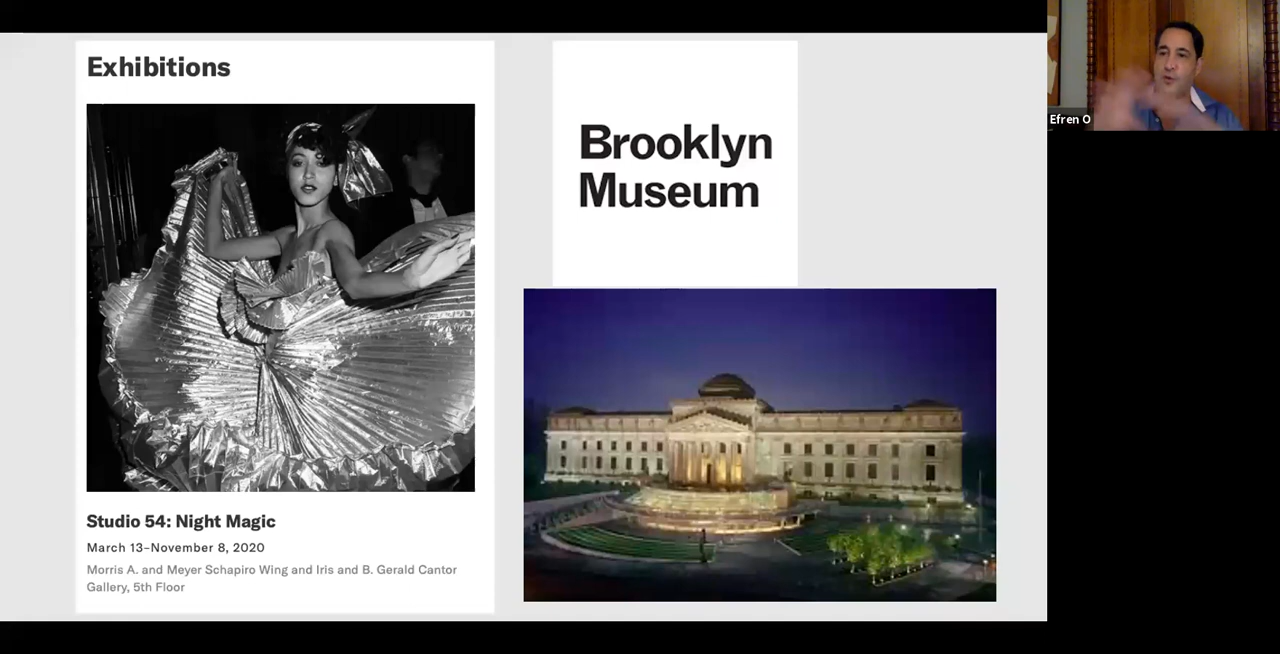 Exhibitions
Studio 54: Night Magic
March 13–November 8, 2020
Morris A. and Meyer Schapiro Wing and Iris and B. Gerald Cantor
Gallery, 5th Floor
Brooklyn
Museum
Efren O